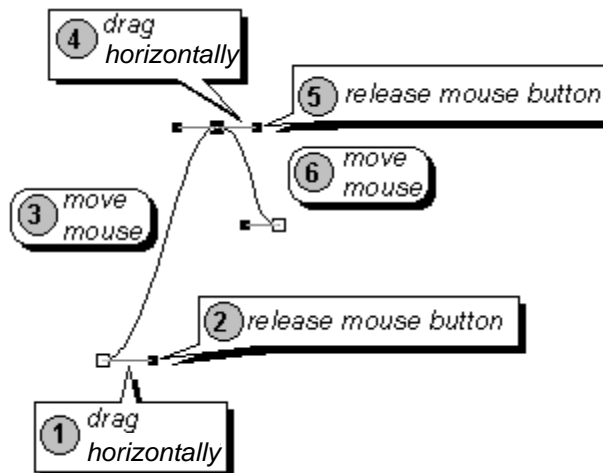 4 drag
horizontally
5 release mouse button
6 move
mouse
3 move
mouse
2 release mouse button
1 drag
horizontally